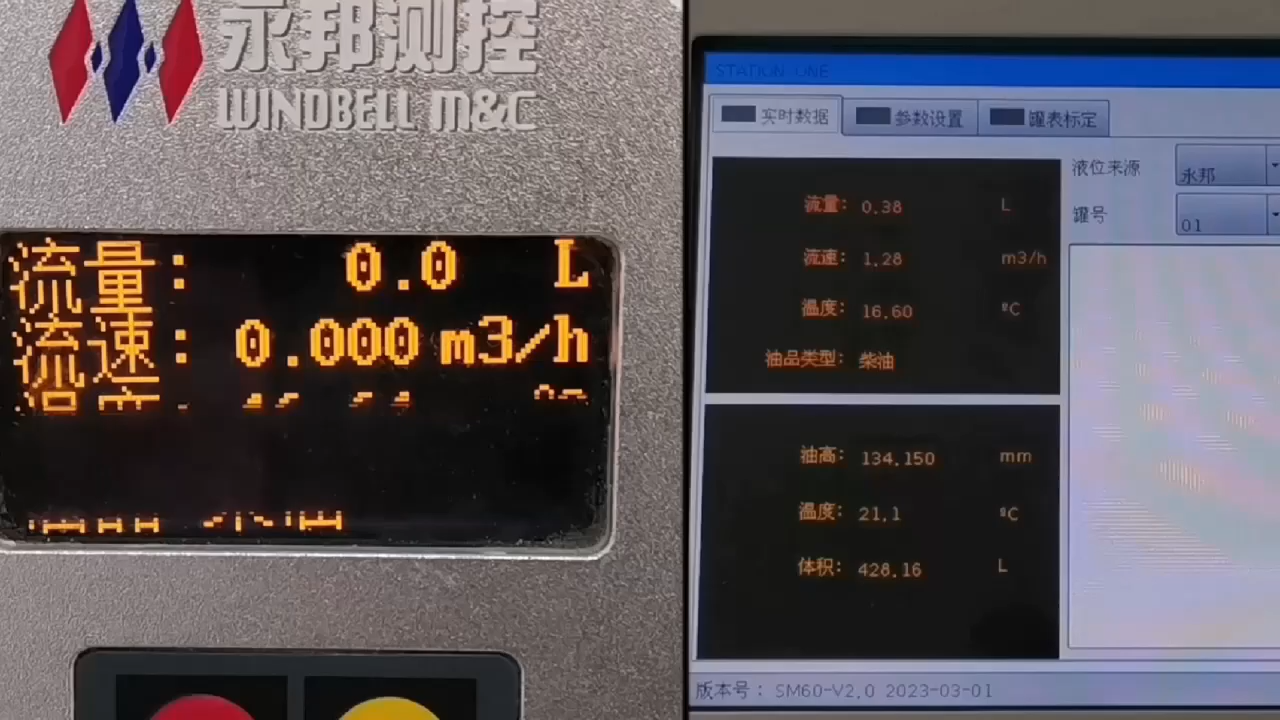 永邦测控
WINDBELL M&C
流量: 0.0 L
流速: 0.000 m3/h
STATION ONE
实时数据 参数设置 罐表标定
流量: 0.38 L
流速: 1.28 m3/h
温度: 16.60 ºC
油品类型: 柴油
液位来源 永邦
罐号 01
油高: 134.150 mm
温度: 21.1 ºC
体积: 428.16 L
版本号: SM60-V2.0 2023-03-01